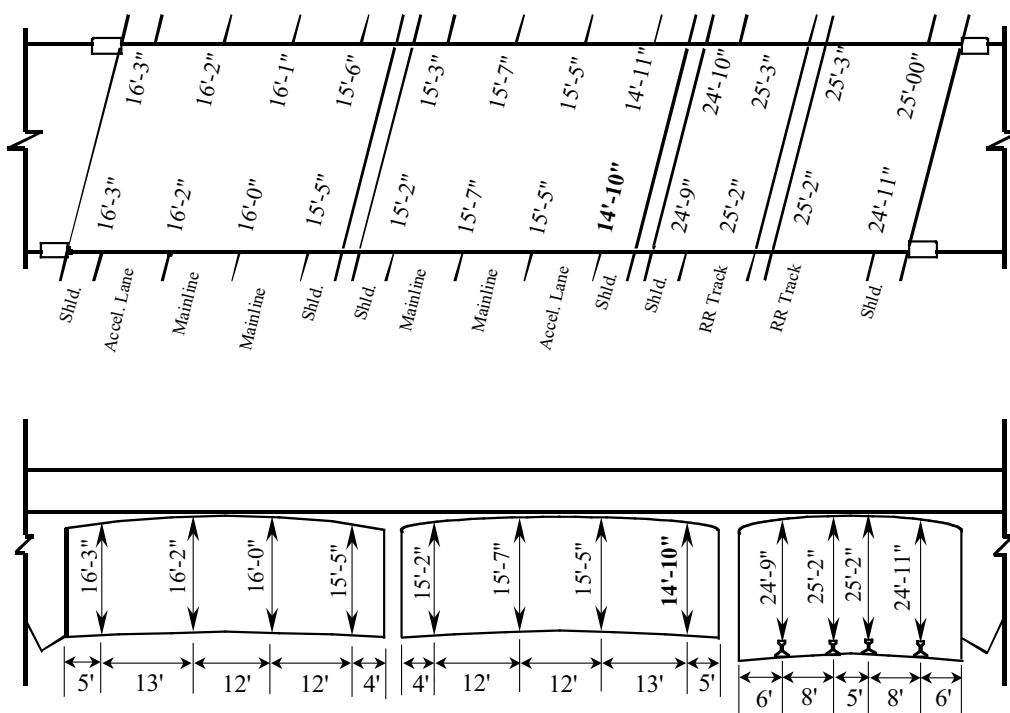 16'-3" 16'-2" 16'-1" 15'-6" 15'-3" 15'-7" 15'-5" 14'-11" 24'-10" 25'-3" 25'-3" 25'-00"
16'-3" 16'-2" 16'-0" 15'-5" 15'-2" 15'-7" 15'-5" 14'-10" 24'-9" 25'-2" 25'-2" 24'-11"
Shld. Accel. Lane Mainline Mainline Shld. Shld. Mainline Mainline Accel. Lane Shld. Shld. RR Track RR Track Shld.
16'-3" 16'-2" 16'-0" 15'-5" 15'-2" 15'-7" 15'-5" 14'-10" 24'-9" 25'-2" 25'-2" 24'-11"
5' 13' 12' 12' 4' 4' 12' 12' 13' 5' 6' 8' 5' 8' 6'